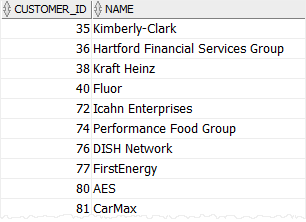 CUSTOMER_ID NAME
35 Kimberly-Clark
36 Hartford Financial Services Group
38 Kraft Heinz
40 Fluor
72 Icahn Enterprises
74 Performance Food Group
76 DISH Network
77 FirstEnergy
80 AES
81 CarMax